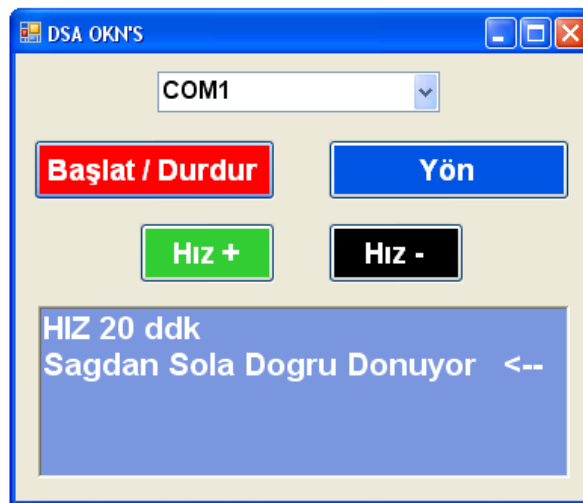 DSA OKN'S
COM1
Başlat / Durdur
Yön
Hız +
Hız -
HIZ 20 ddk
Sagdan Sola Dogru Donuyor <--